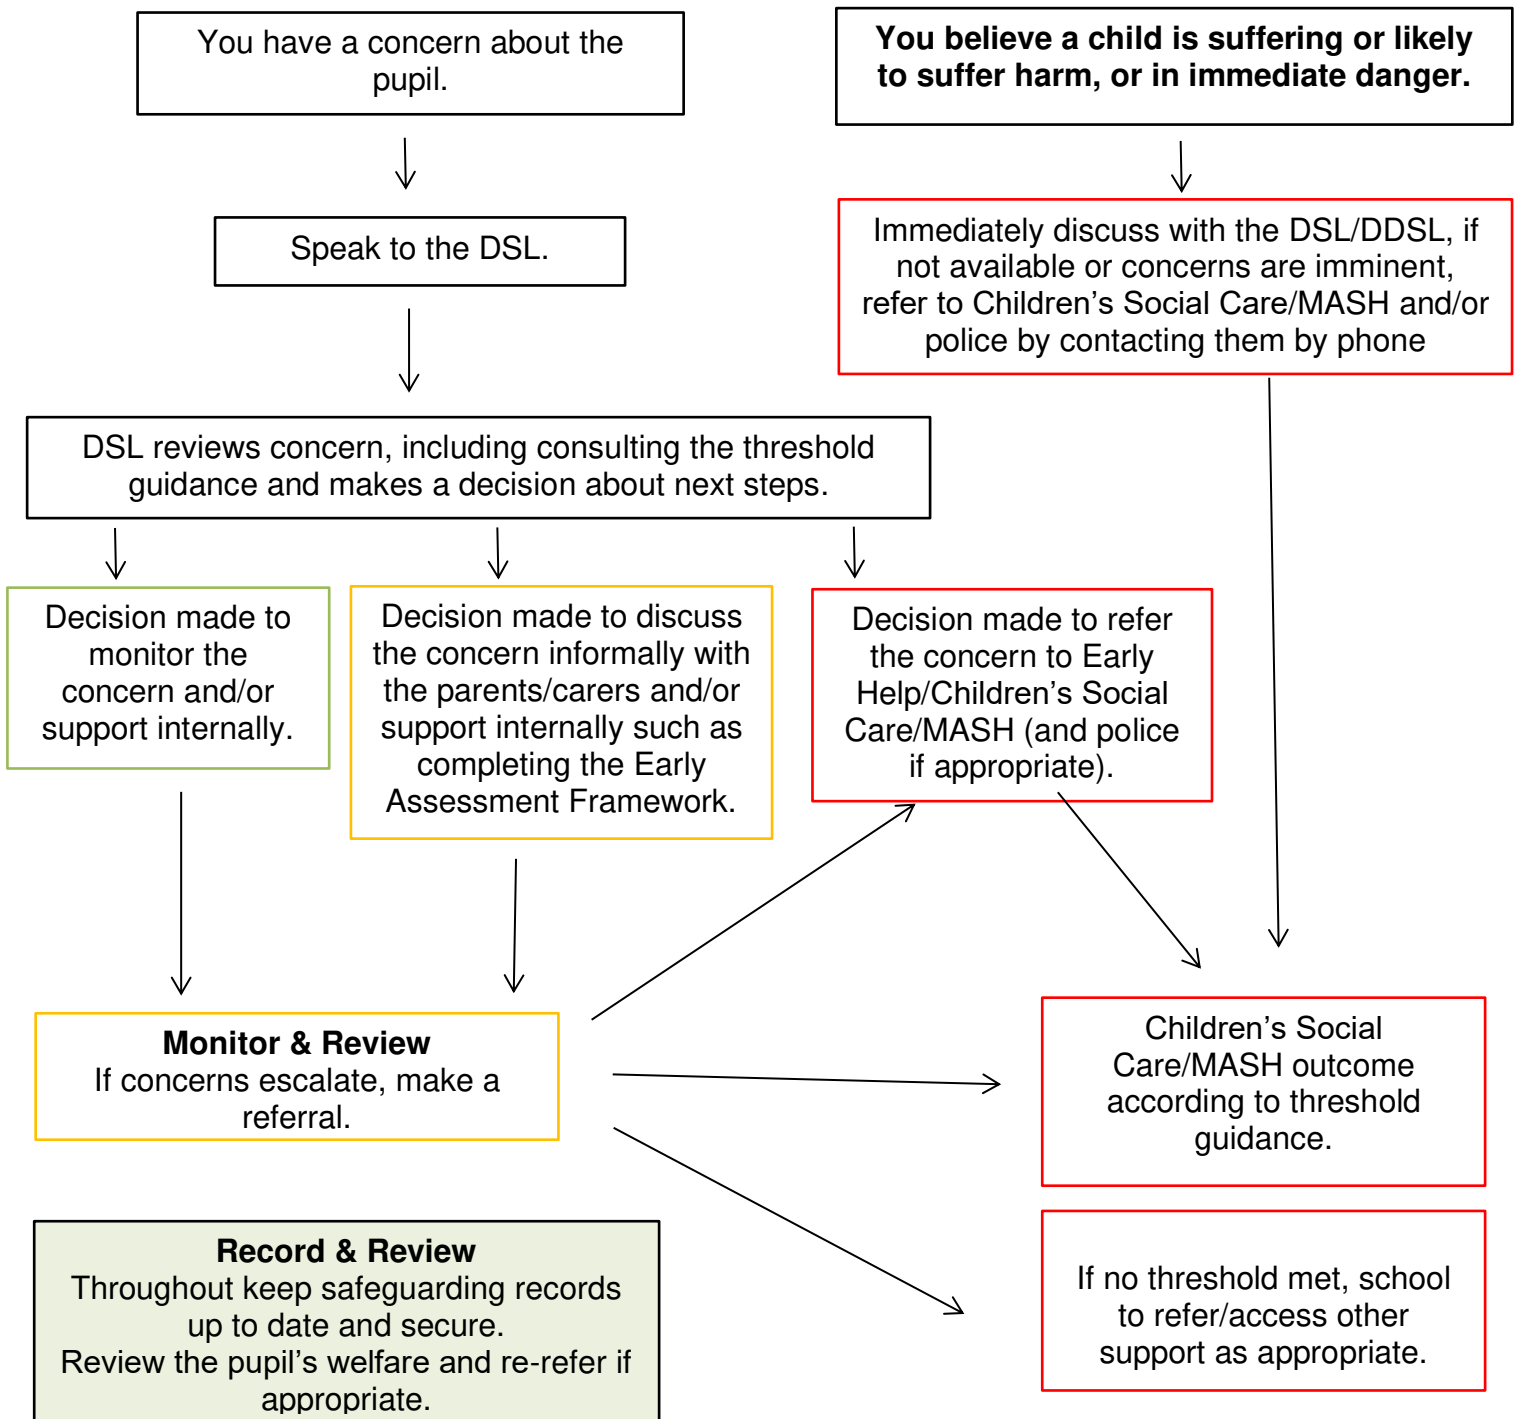 You have a concern about the
pupil.
You believe a child is suffering or likely
to suffer harm, or in immediate danger.
Speak to the DSL.
Immediately discuss with the DSL/DDSL, if
not available or concerns are imminent,
refer to Children’s Social Care/MASH and/or
police by contacting them by phone
DSL reviews concern, including consulting the threshold
guidance and makes a decision about next steps.
Decision made to
monitor the
concern and/or
support internally.
Decision made to discuss
the concern informally with
the parents/carers and/or
support internally such as
completing the Early
Assessment Framework.
Decision made to refer
the concern to Early
Help/Children’s Social
Care/MASH (and police
if appropriate).
Monitor & Review
If concerns escalate, make a
referral.
Children’s Social
Care/MASH outcome
according to threshold
guidance.
Record & Review
Throughout keep safeguarding records
up to date and secure.
Review the pupil’s welfare and re-refer if
appropriate.
If no threshold met, school
to refer/access other
support as appropriate.